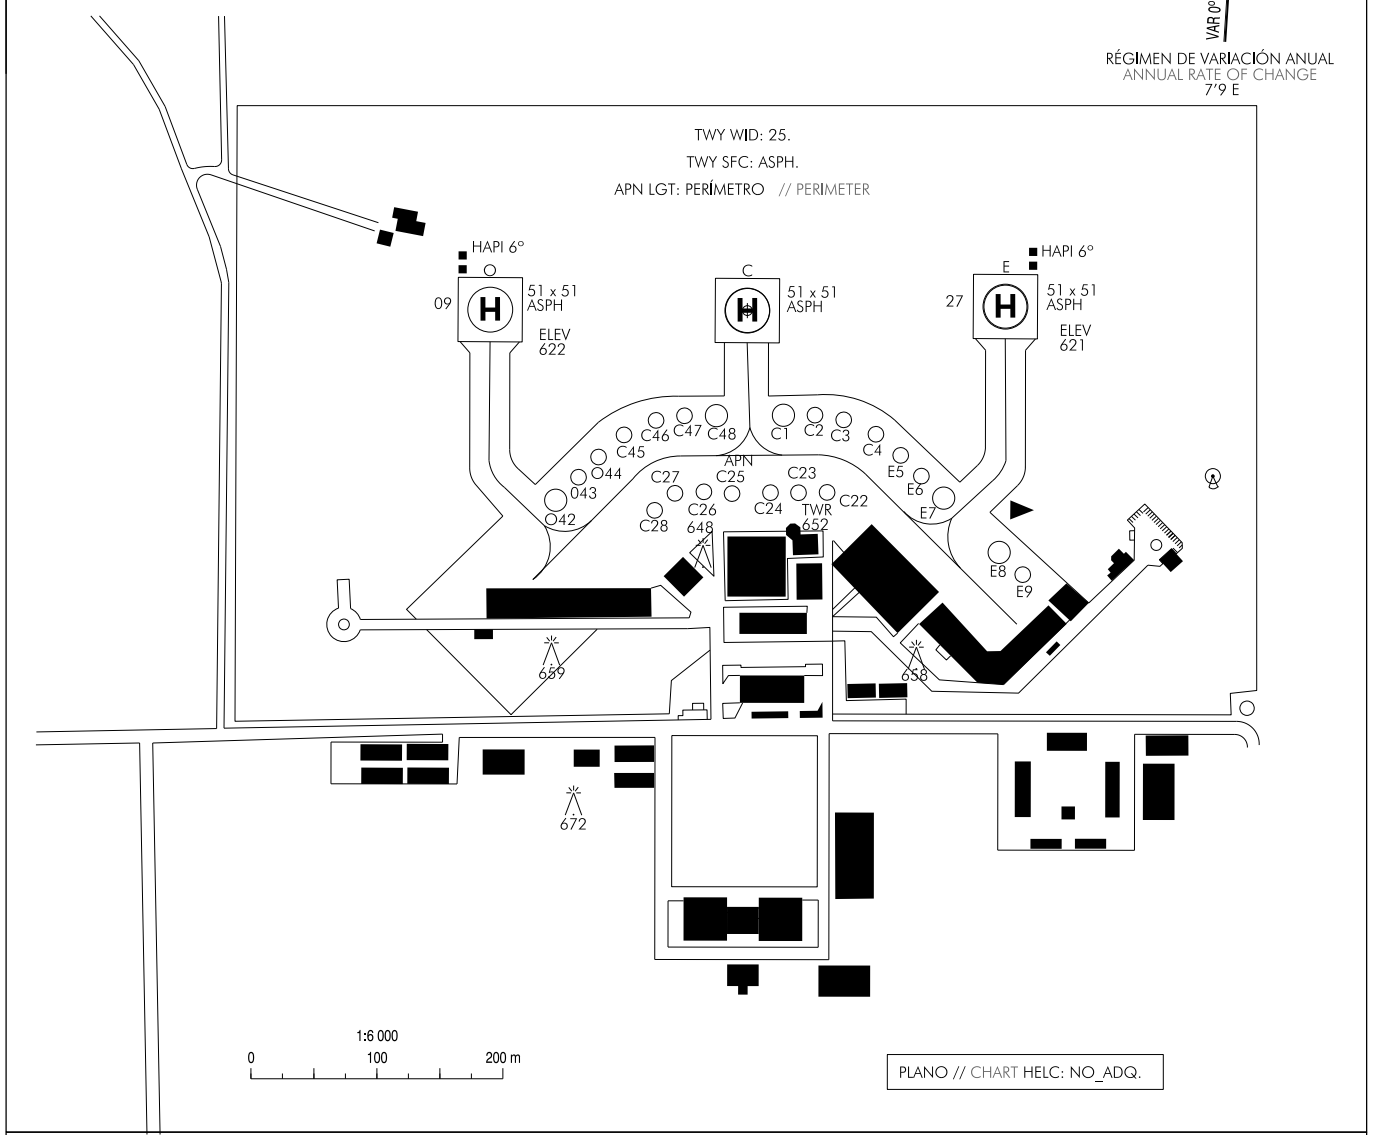 VAR 0º
RÉGIMEN DE VARIACIÓN ANUAL
ANNUAL RATE OF CHANGE
7'9 E
TWY WID: 25.
TWY SFC: ASPH.
APN LGT: PERÍMETRO // PERIMETER
HAPI 6º
O
09
H
51 x 51
ASPH
ELEV
622
C
H
51 x 51
ASPH
HAPI 6º
E
27
H
51 x 51
ASPH
ELEV
621
C48
C47
C46
C45
O44
043
O42
C1
C2
C3
C4
E5
E6
E7
APN
C27
C25
C23
C28
C26
C24
C22
TWR
652
648
E8
E9
659
658
672
1:6 000
0 100 200 m
PLANO // CHART HELC: NO_ADQ.